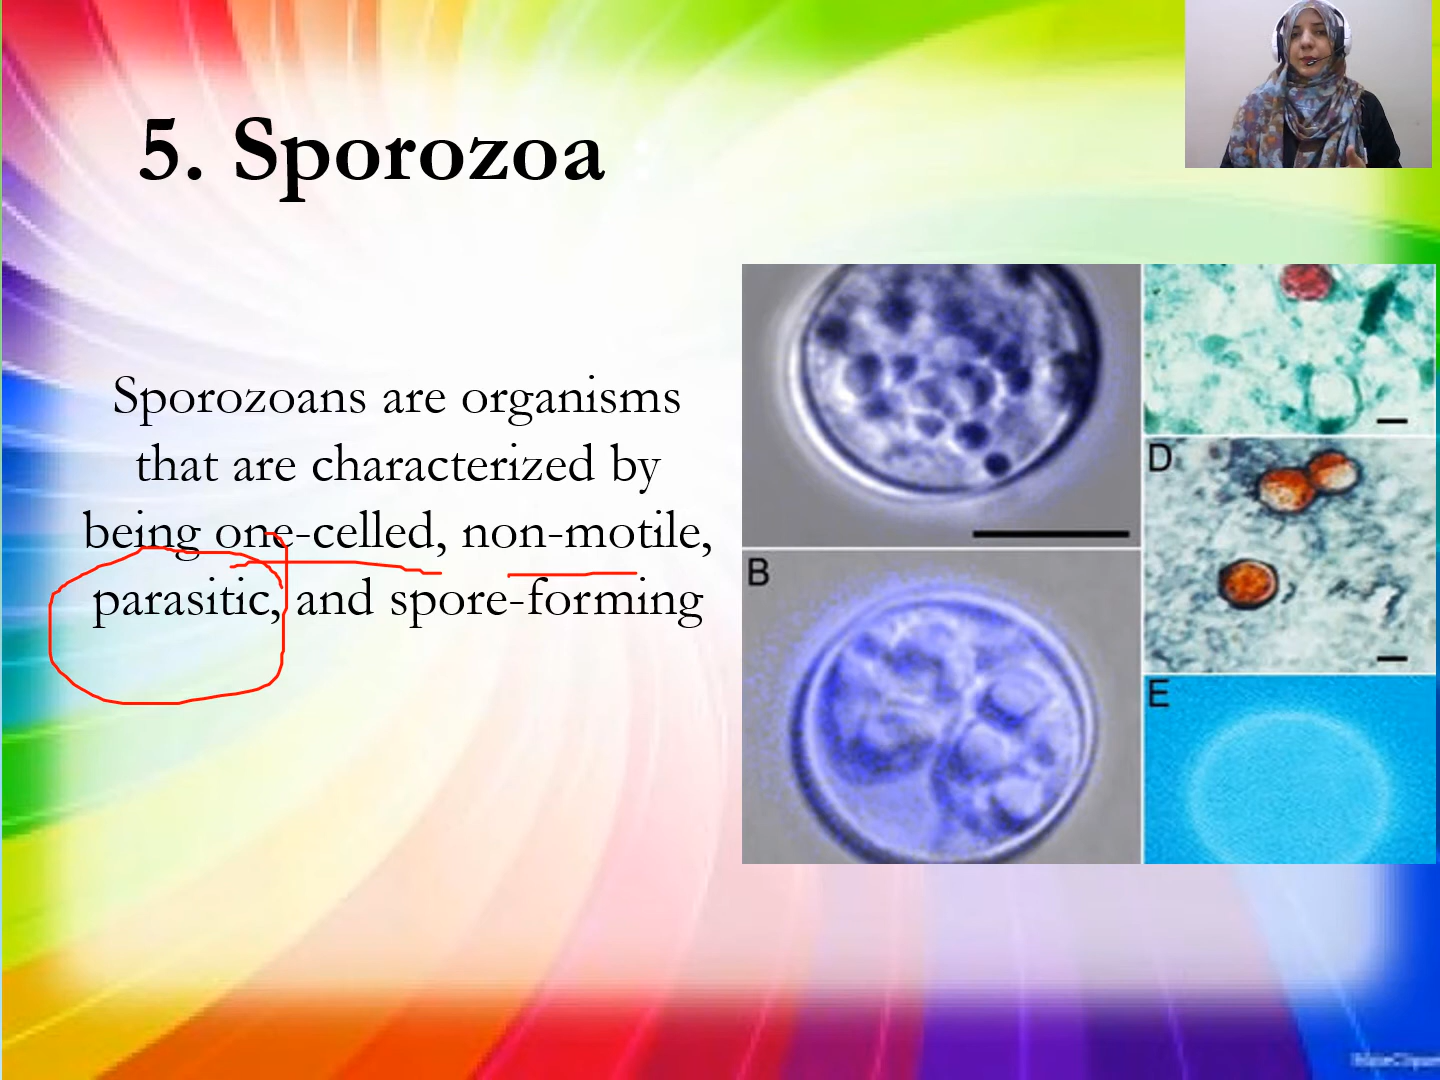 5. Sporozoa
Sporozoans are organisms
that are characterized by
being one-celled, non-motile,
parasitic, and spore-forming
B
D
E